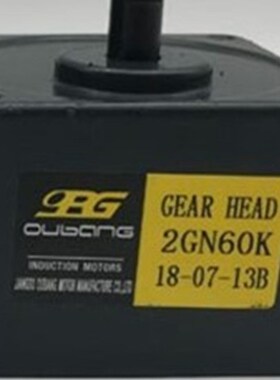 OBG
OUBANG
INDUCTION MOTORS
JIANGSU OUBANG MOTOR MANUFACTURE CO.,LTD
GEAR HEAD
2GN60K
18-07-13B